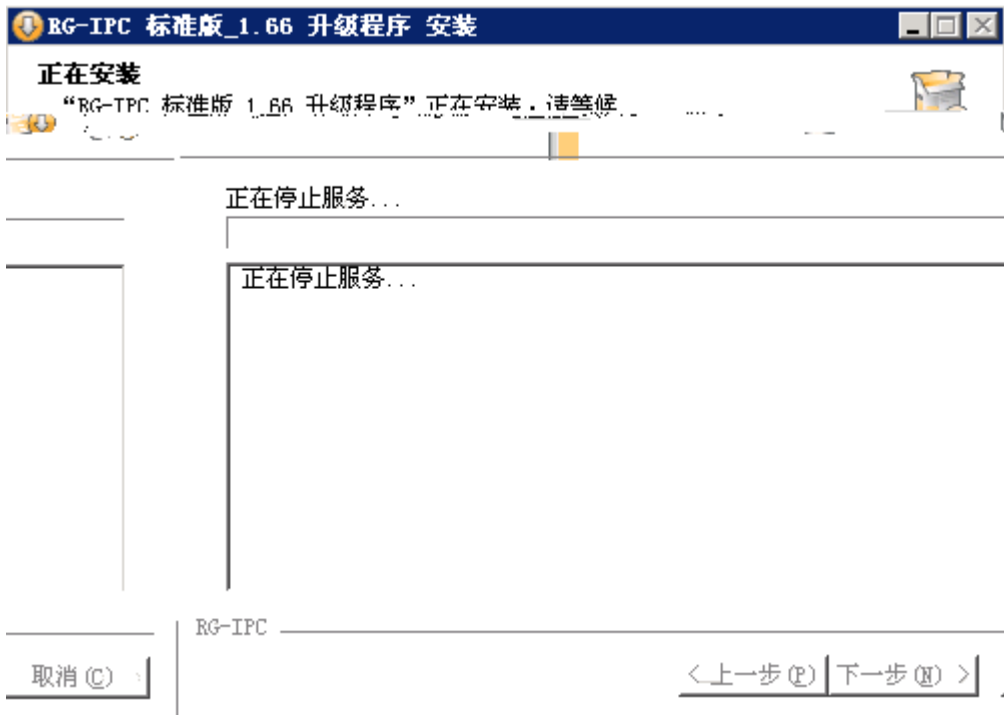 RG-IPC 标准版_1.66 升级程序 安装
正在安装
“RG-IPC 标准版_1.66 升级程序”正在安装，请等候
正在停止服务...
正在停止服务...
RG-IPC
取消(C)
<上一步(P) 下一步(N) >